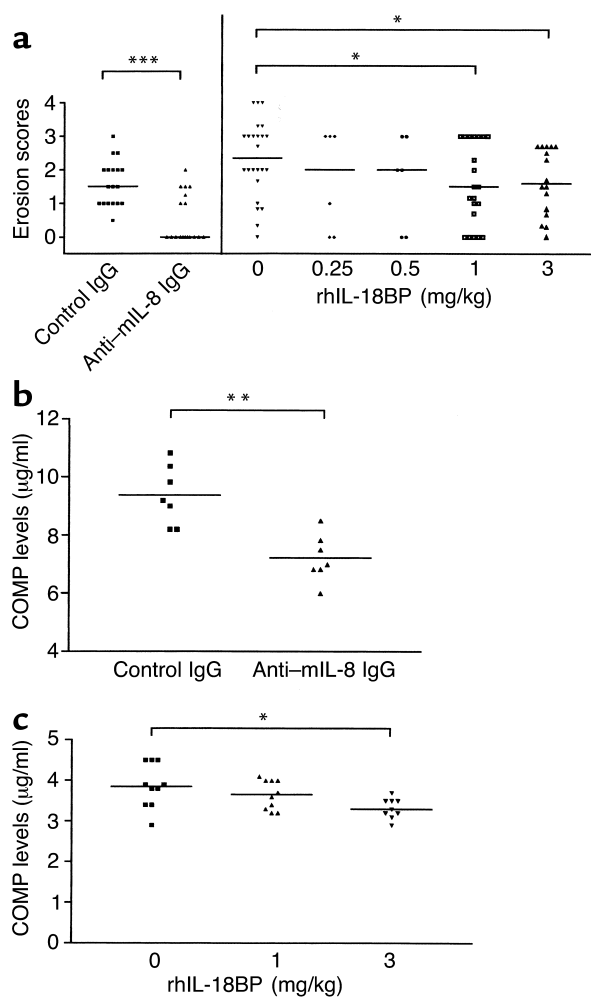 a
***
*
*
Erosion scores
4
3
2
1
0
Control IgG
Anti–mIL-8 IgG
0 0.25 0.5 1 3
rhIL-18BP (mg/kg)
b
**
COMP levels (μg/ml)
12
10
8
6
4
Control IgG Anti–mIL-8 IgG
c
*
COMP levels (μg/ml)
5
4
3
2
1
0
0 1 3
rhIL-18BP (mg/kg)